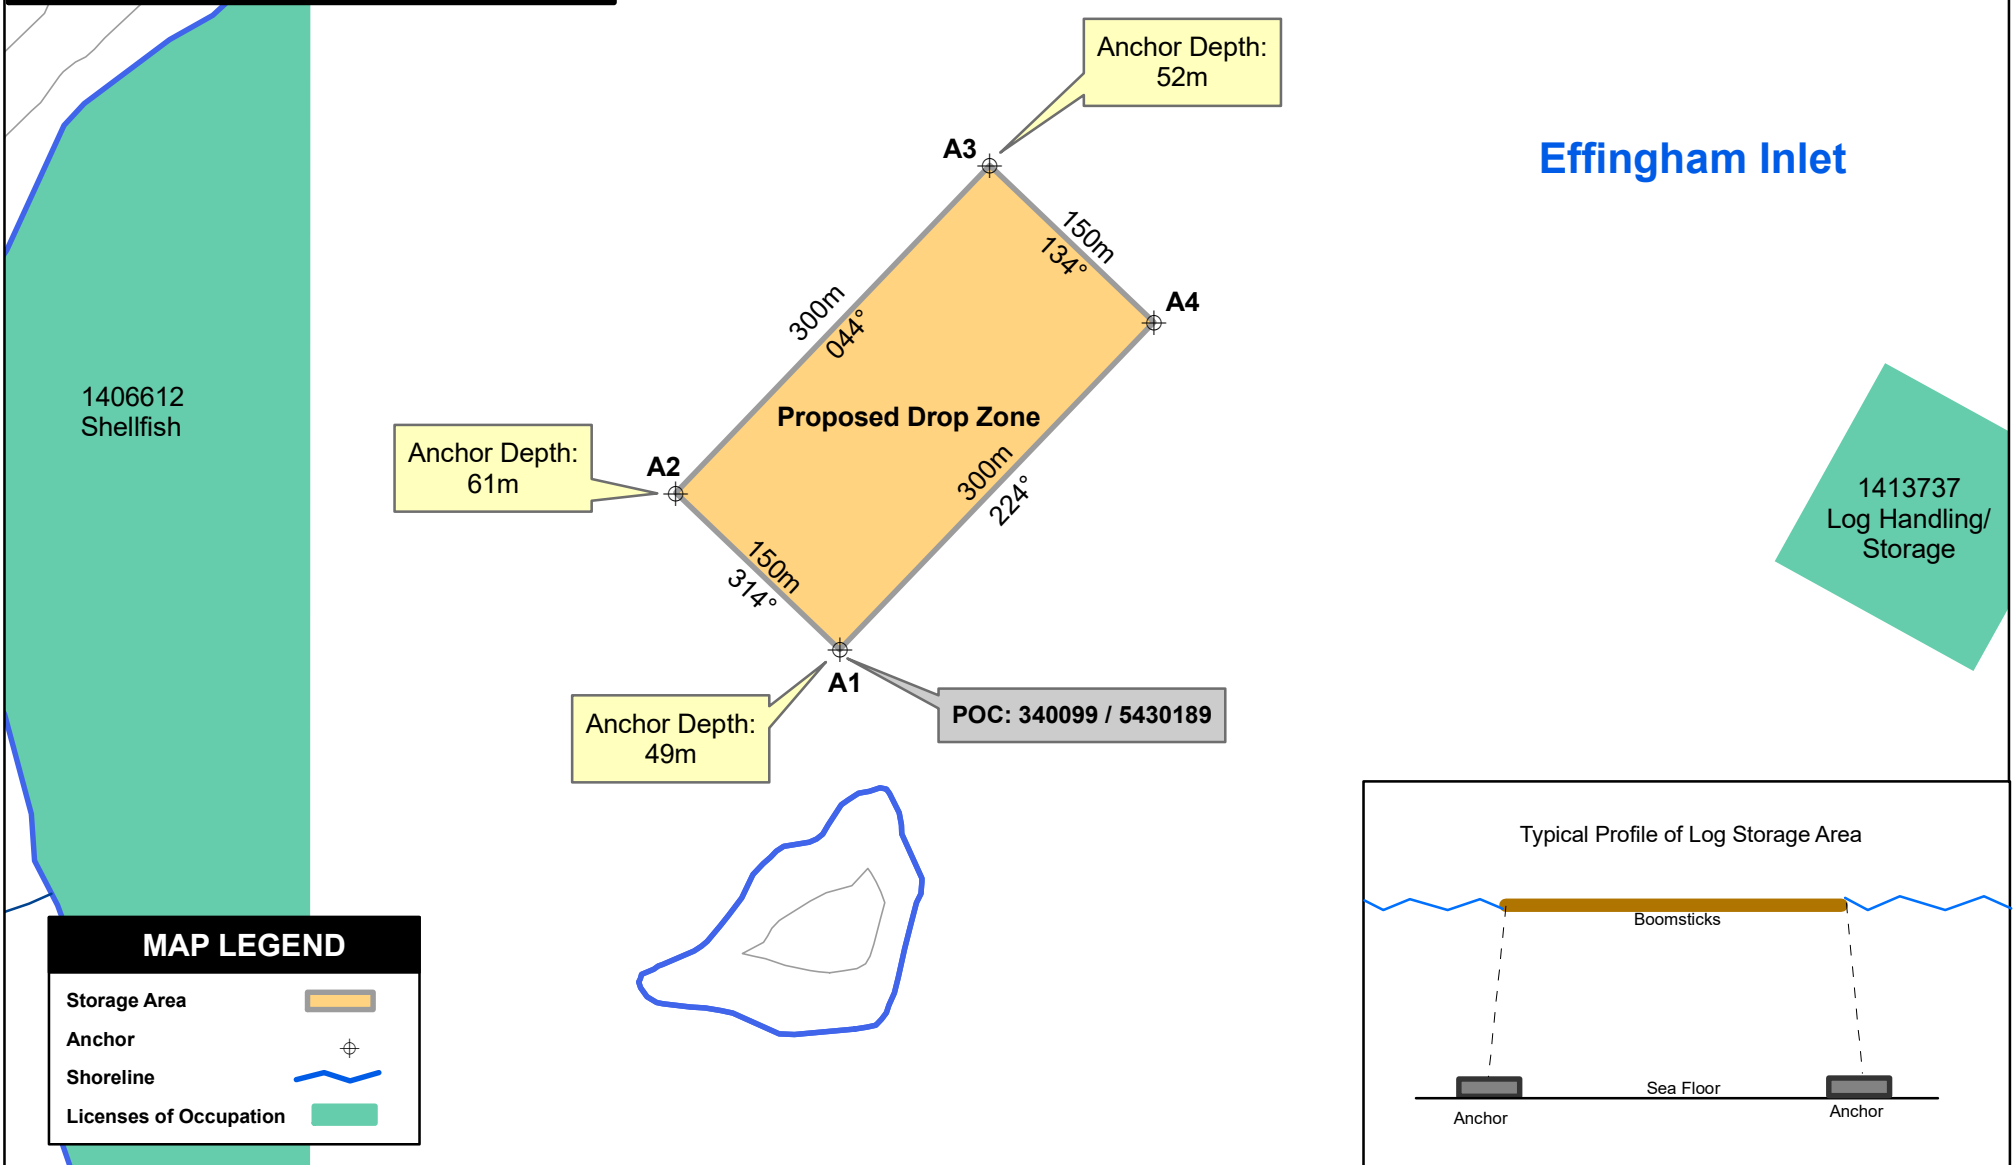 Anchor Depth:
52m
Effingham Inlet
A3
150m
134°
A4
300m
044°
1406612
Shellfish
Proposed Drop Zone
Anchor Depth:
61m
A2
300m
224°
1413737
Log Handling/
Storage
150m
314°
A1
POC: 340099 / 5430189
Anchor Depth:
49m
Typical Profile of Log Storage Area
Boomsticks
Sea Floor
Anchor
Anchor
MAP LEGEND
Storage Area
Anchor
Shoreline
Licenses of Occupation